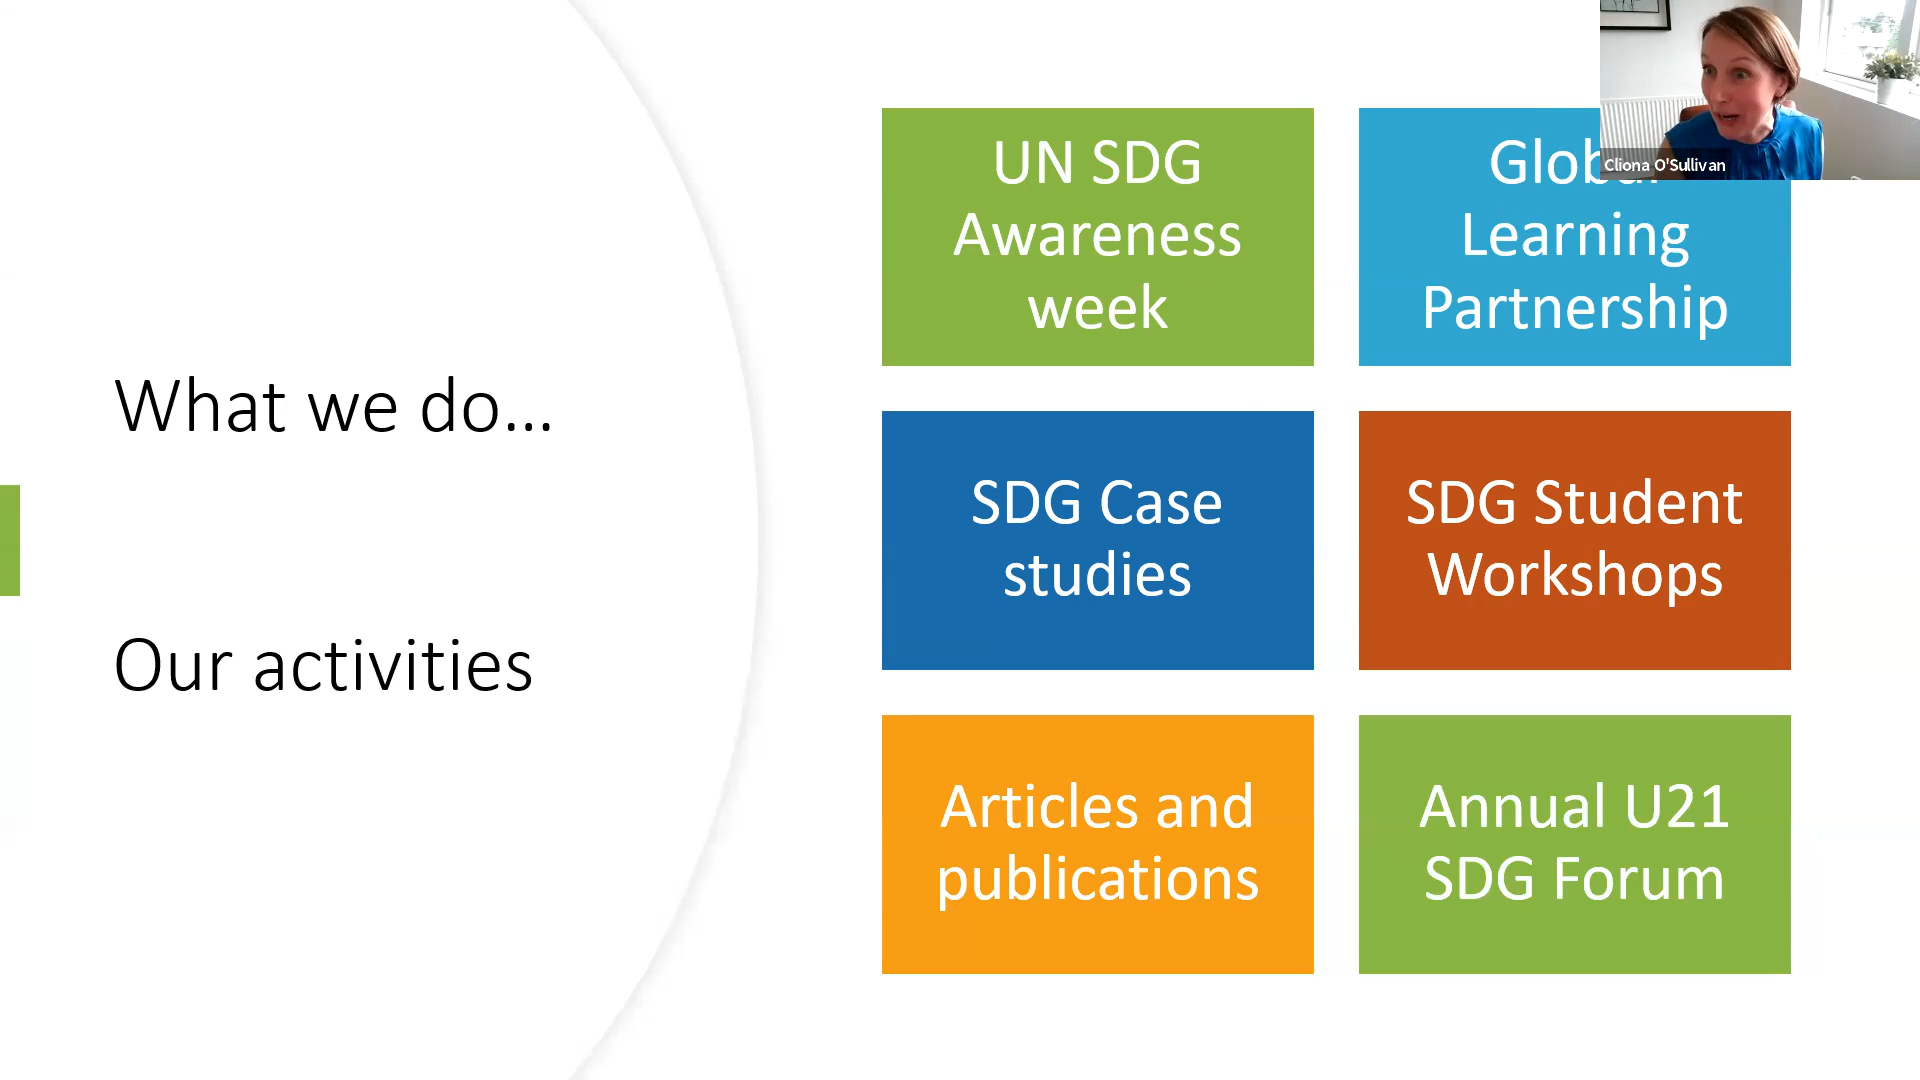 What we do...
Our activities
UN SDG
Awareness
week
Global
Learning
Partnership
SDG Case
studies
SDG Student
Workshops
Articles and
publications
Annual U21
SDG Forum
Cliona O'Sullivan